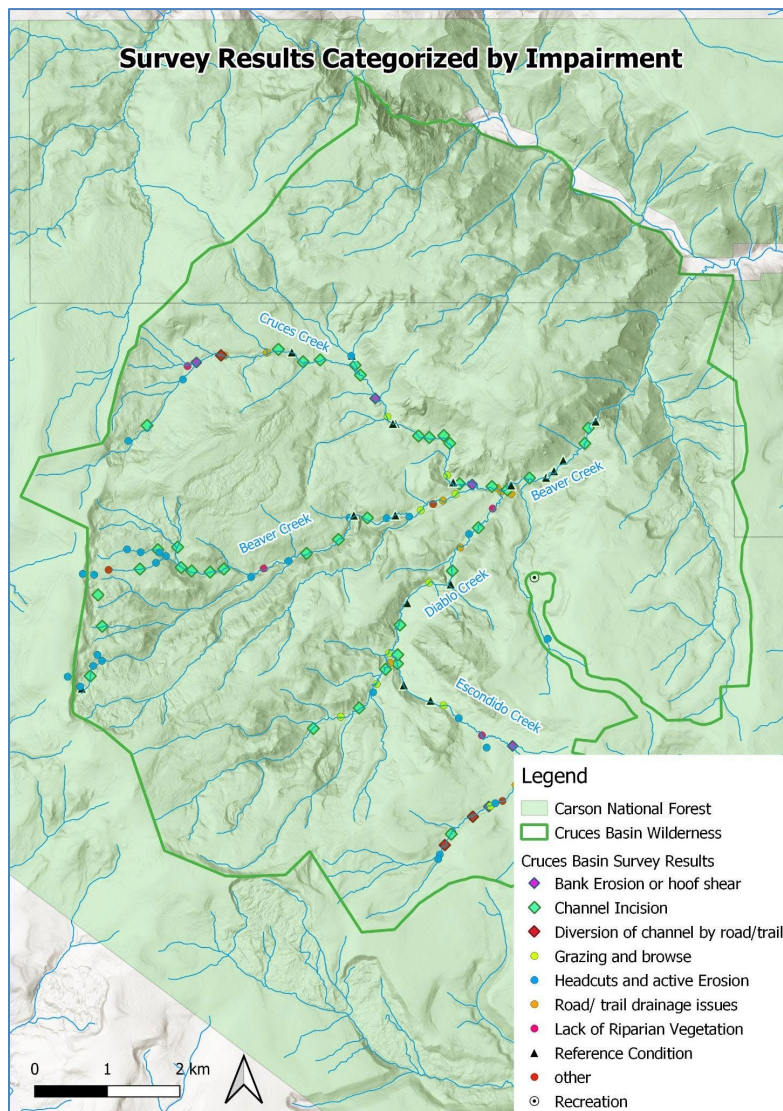 Survey Results Categorized by Impairment
Cruces Creek
Beaver Creek
Beaver Creek
Diablo Creek
Escondido Creek
Legend
Carson National Forest
Cruces Basin Wilderness
Cruces Basin Survey Results
Bank Erosion or hoof shear
Channel Incision
Diversion of channel by road/trail
Grazing and browse
Headcuts and active Erosion
Road/ trail drainage issues
Lack of Riparian Vegetation
Reference Condition
other
Recreation
0 1 2 km